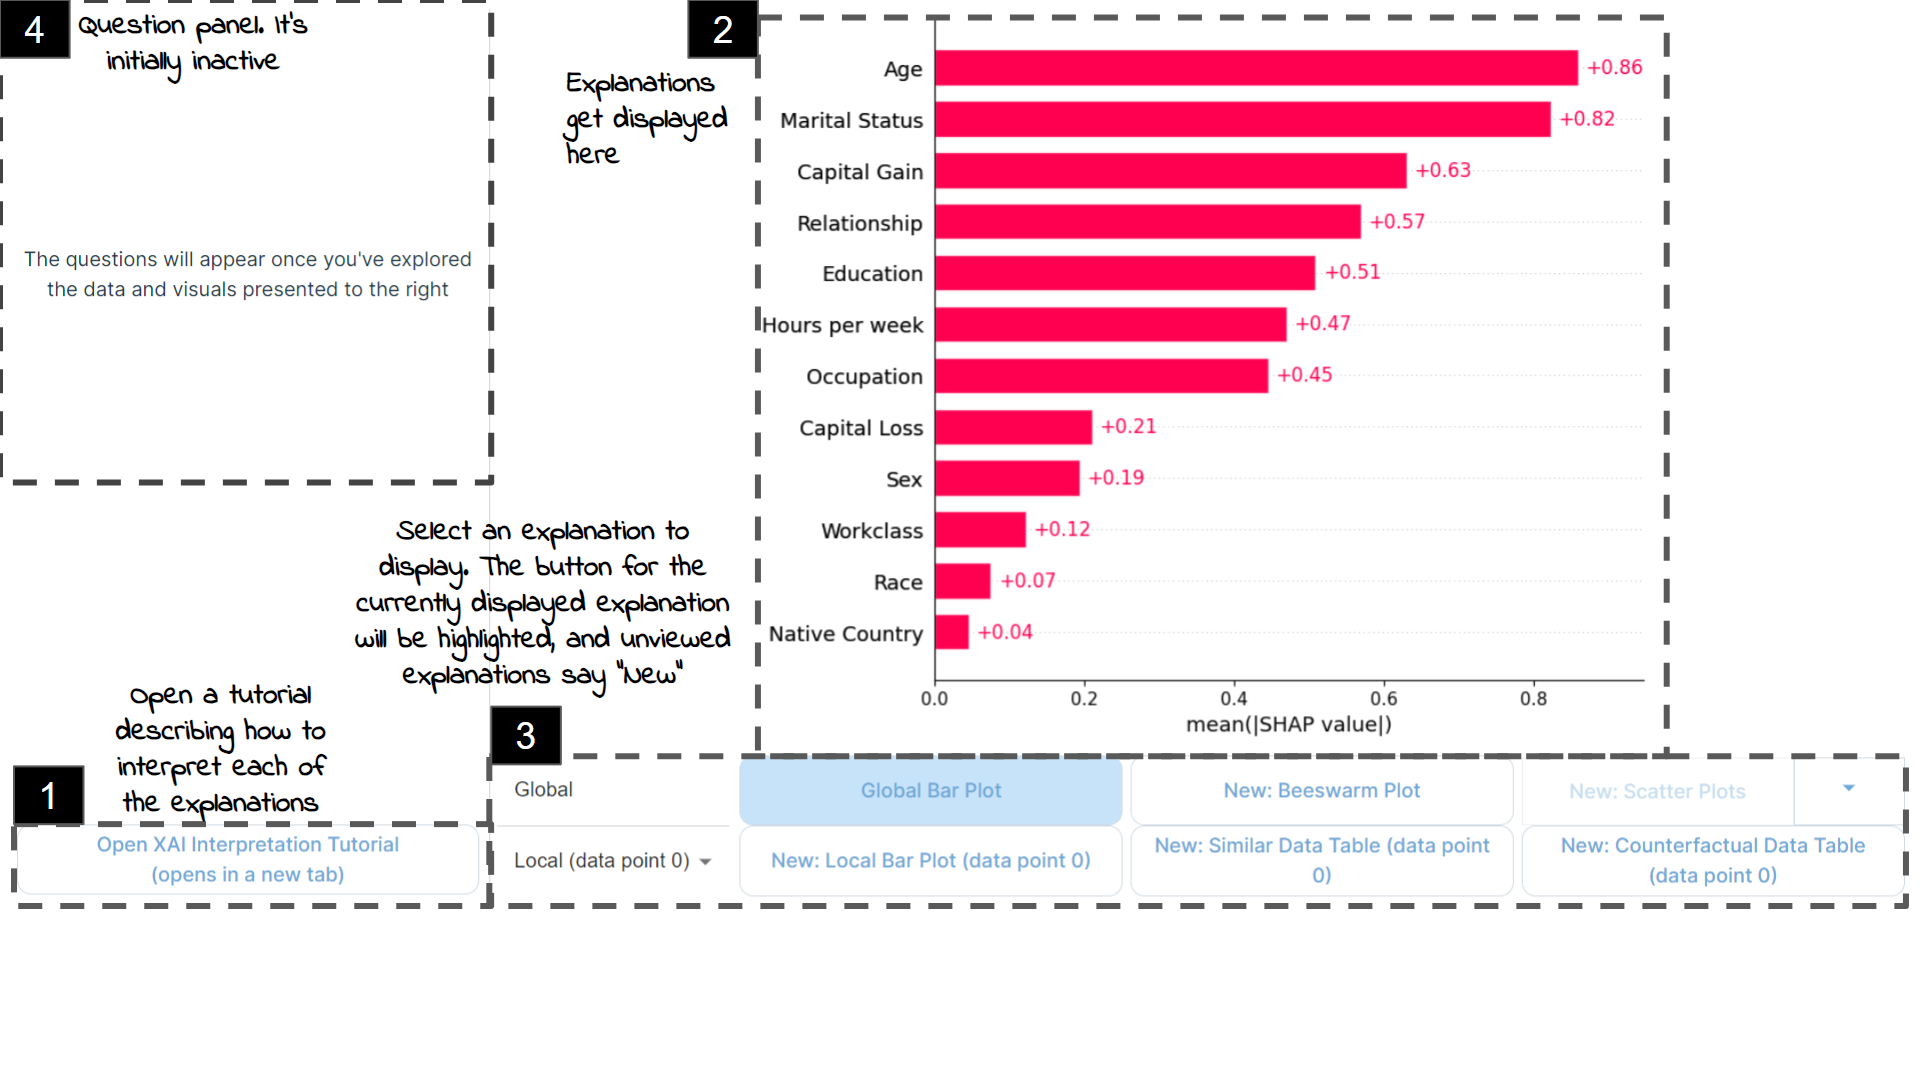 4
Question panel. It's
initially inactive
The questions will appear once you've explored
the data and visuals presented to the right
2
Explanations
get displayed
here
Age
+0.86
Marital Status
+0.82
Capital Gain
+0.63
Relationship
+0.57
Education
+0.51
Hours per week
+0.47
Occupation
+0.45
Capital Loss
+0.21
Sex
+0.19
Workclass
+0.12
Race
+0.07
Native Country
+0.04
0.0 0.2 0.4 0.6 0.8
mean(|SHAP value|)
Select an explanation to
display. The button for the
currently displayed explanation
will be highlighted, and unviewed
explanations say "New"
3
Global
Global Bar Plot
New: Beeswarm Plot
New: Scatter Plots
Local (data point 0)
New: Local Bar Plot (data point 0)
New: Similar Data Table (data point
0)
New: Counterfactual Data Table
(data point 0)
Open a tutorial
describing how to
interpret each of
the explanations
1
Open XAI Interpretation Tutorial
(opens in a new tab)